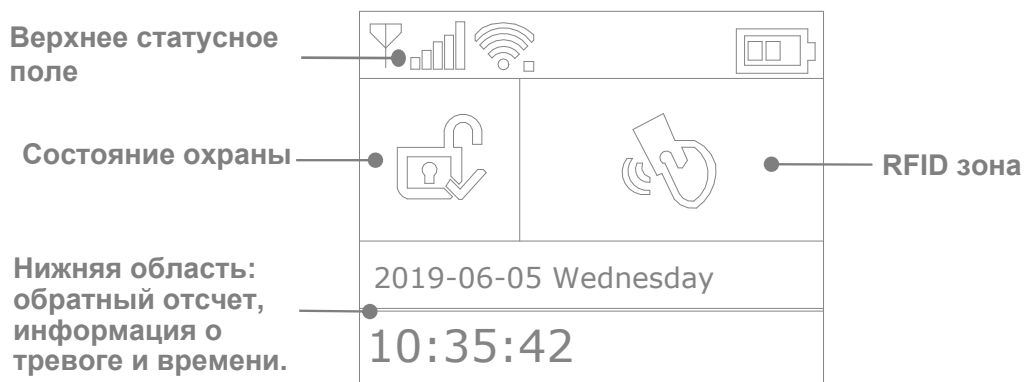 Верхнее статусное
поле
Состояние охраны
RFID зона
Нижняя область:
обратный отсчет,
информация о
тревоге и времени.
2019-06-05 Wednesday
10:35:42